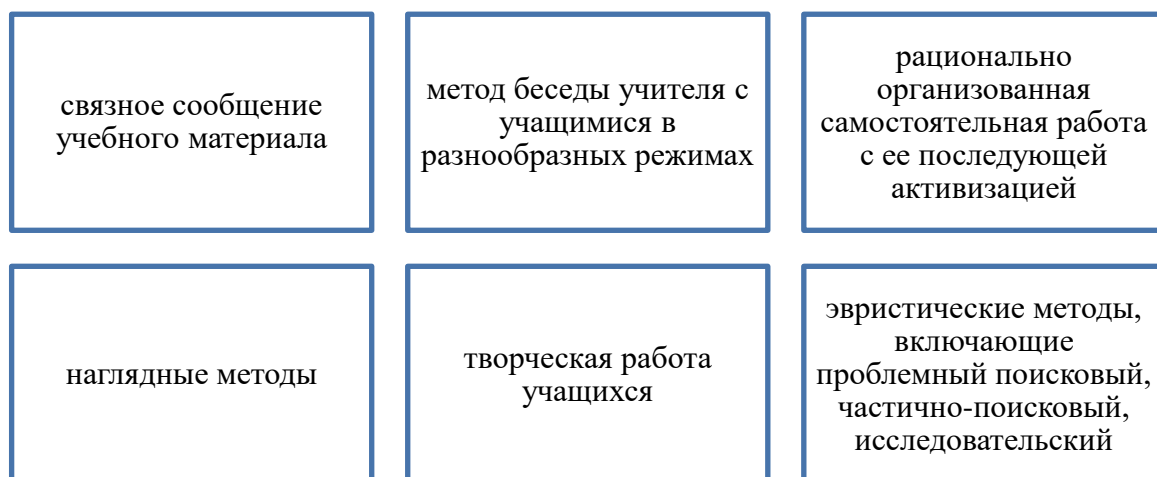 связное сообщение
учебного материала
метод беседы учителя с
учащимися в
разнообразных режимах
рационально
организованная
самостоятельная работа
с ее последующей
активизацией
наглядные методы
творческая работа
учащихся
эвристические методы,
включающие
проблемный поисковый,
частично-поисковый,
исследовательский